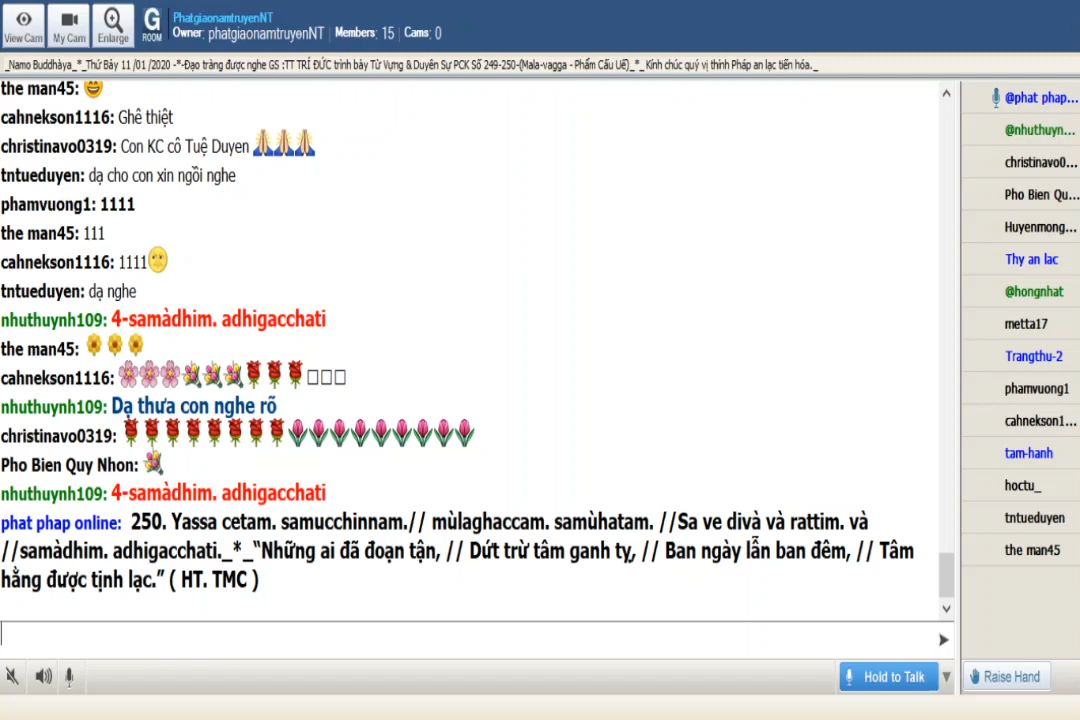 View Cam
My Cam
Enlarge
G
ROOM
PhatgiaonamtruyenNT
Owner: phatgiaonamtruyenNT | Members: 15 | Cams: 0
_Namo Buddhàya_*_Thứ Bảy 11 /01 /2020 -*-Đạo tràng được nghe GS :TT TRÍ ĐỨC trình bày Từ Vựng & Duyên Sự PCK Số 249-250-(Mala-vagga - Phẩm Cấu Uế)_*_ Kính chúc quý vị thính Pháp an lạc tiến hóa._
the man45: 😄
cahnekson1116: Ghê thiệt
christinavo0319: Con KC cô Tuệ Duyen 🙏🙏🙏
tntueduyen: dạ cho con xin ngồi nghe
phamvuong1: 1111
the man45: 111
cahnekson1116: 1111
tntueduyen: dạ nghe
nhuthuynh109: 4-samàdhim. adhigacchati
the man45:
cahnekson1116: □□□
nhuthuynh109: Dạ thưa con nghe rõ
christinavo0319:
Pho Bien Quy Nhon:
nhuthuynh109: 4-samàdhim. adhigacchati
phat phap online: 250. Yassa cetam. samucchinnam.// mùlaghaccam. samùhatam. //Sa ve divà và rattim. và
//samàdhim. adhigacchati._*_“Những ai đã đoạn tận, // Dứt trừ tâm ganh tỵ, // Ban ngày lẫn ban đêm, // Tâm
hằng được tịnh lạc.” ( HT. TMC )
Hold to Talk
@phat phap...
@nhuthuyn...
christinavo0...
Pho Bien Qu...
Huyenmong...
Thy an lac
@hongnhat
metta17
Trangthu-2
phamvuong1
cahnekson1...
tam-hanh
hoctu_
tntueduyen
the man45
Raise Hand